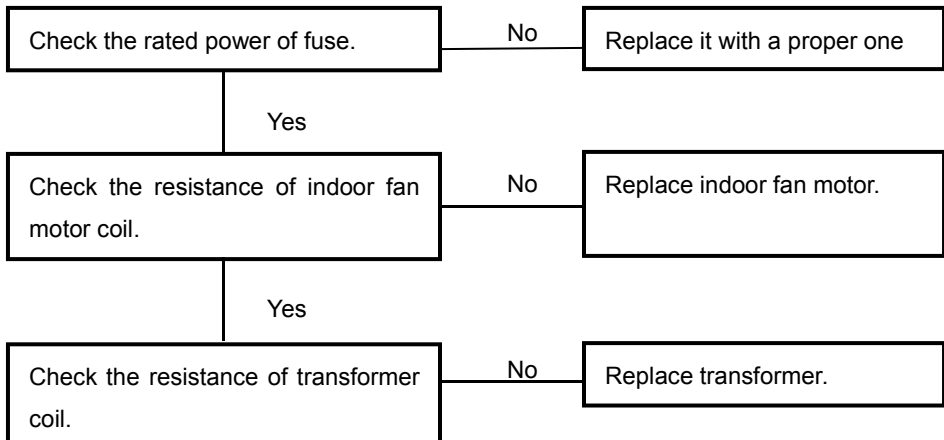 Check the rated power of fuse.
No
Replace it with a proper one
Yes
Check the resistance of indoor fan
motor coil.
No
Replace indoor fan motor.
Yes
Check the resistance of transformer
coil.
No
Replace transformer.